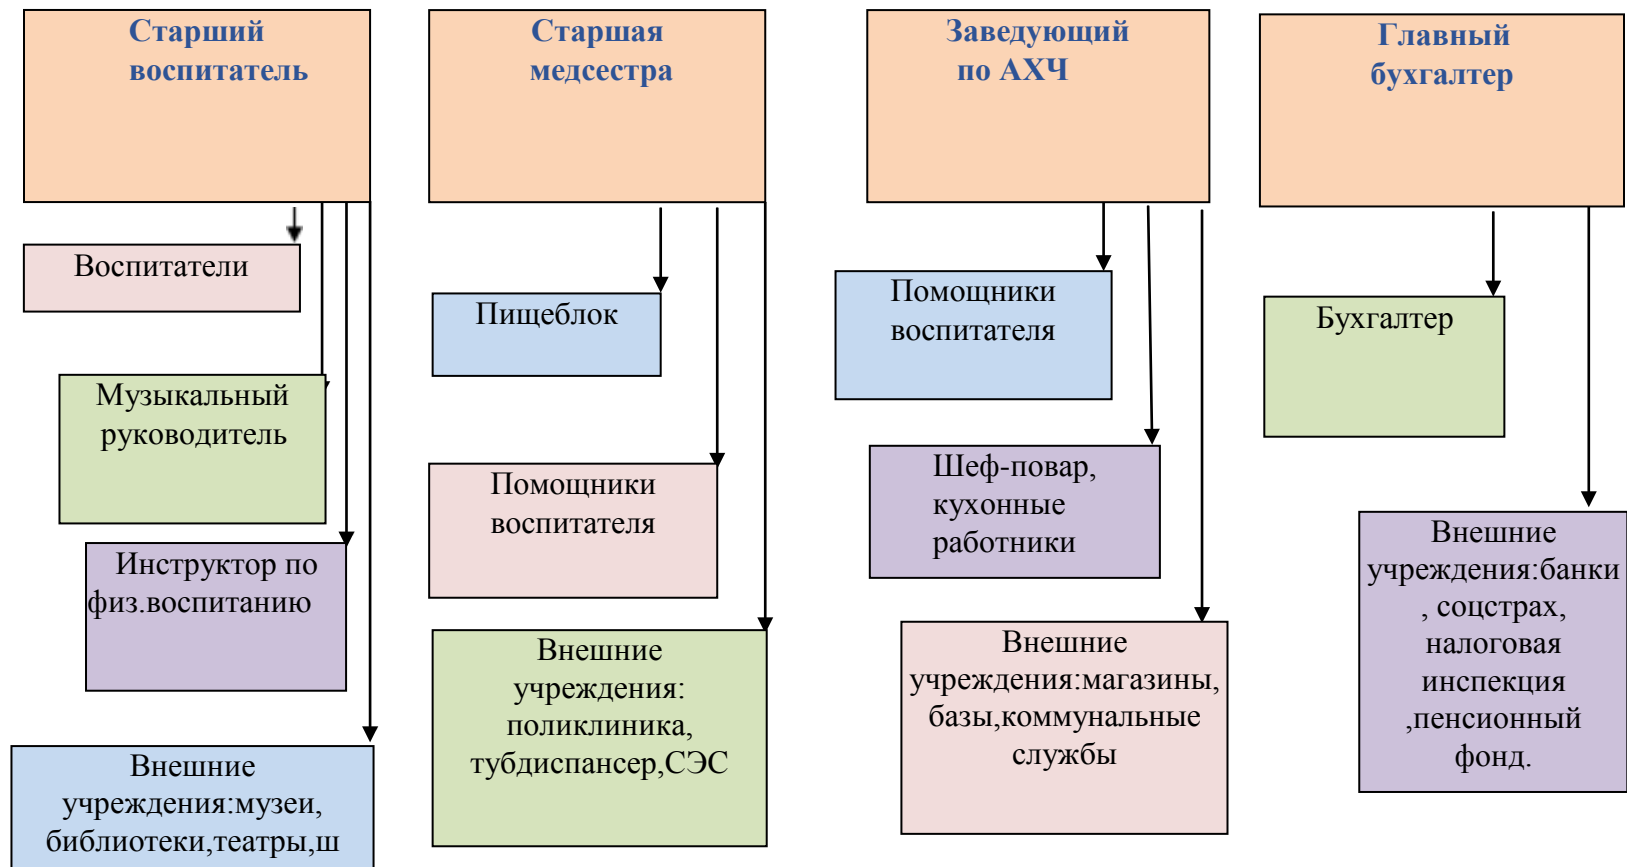 Старший
воспитатель
Воспитатели
Музыкальный
руководитель
Инструктор по
физ.воспитанию
Внешние
учреждения:музеи,
библиотеки,театры,ш
Старшая
медсестра
Пищеблок
Помощники
воспитателя
Внешние
учреждения:
поликлиника,
тубдиспансер,СЭС
Заведующий
по АХЧ
Помощники
воспитателя
Шеф-повар,
кухонные
работники
Внешние
учреждения:магазины,
базы,коммунальные
службы
Главный
бухгалтер
Бухгалтер
Внешние
учреждения:банки
, соцстрах,
налоговая
инспекция
,пенсионный
фонд.